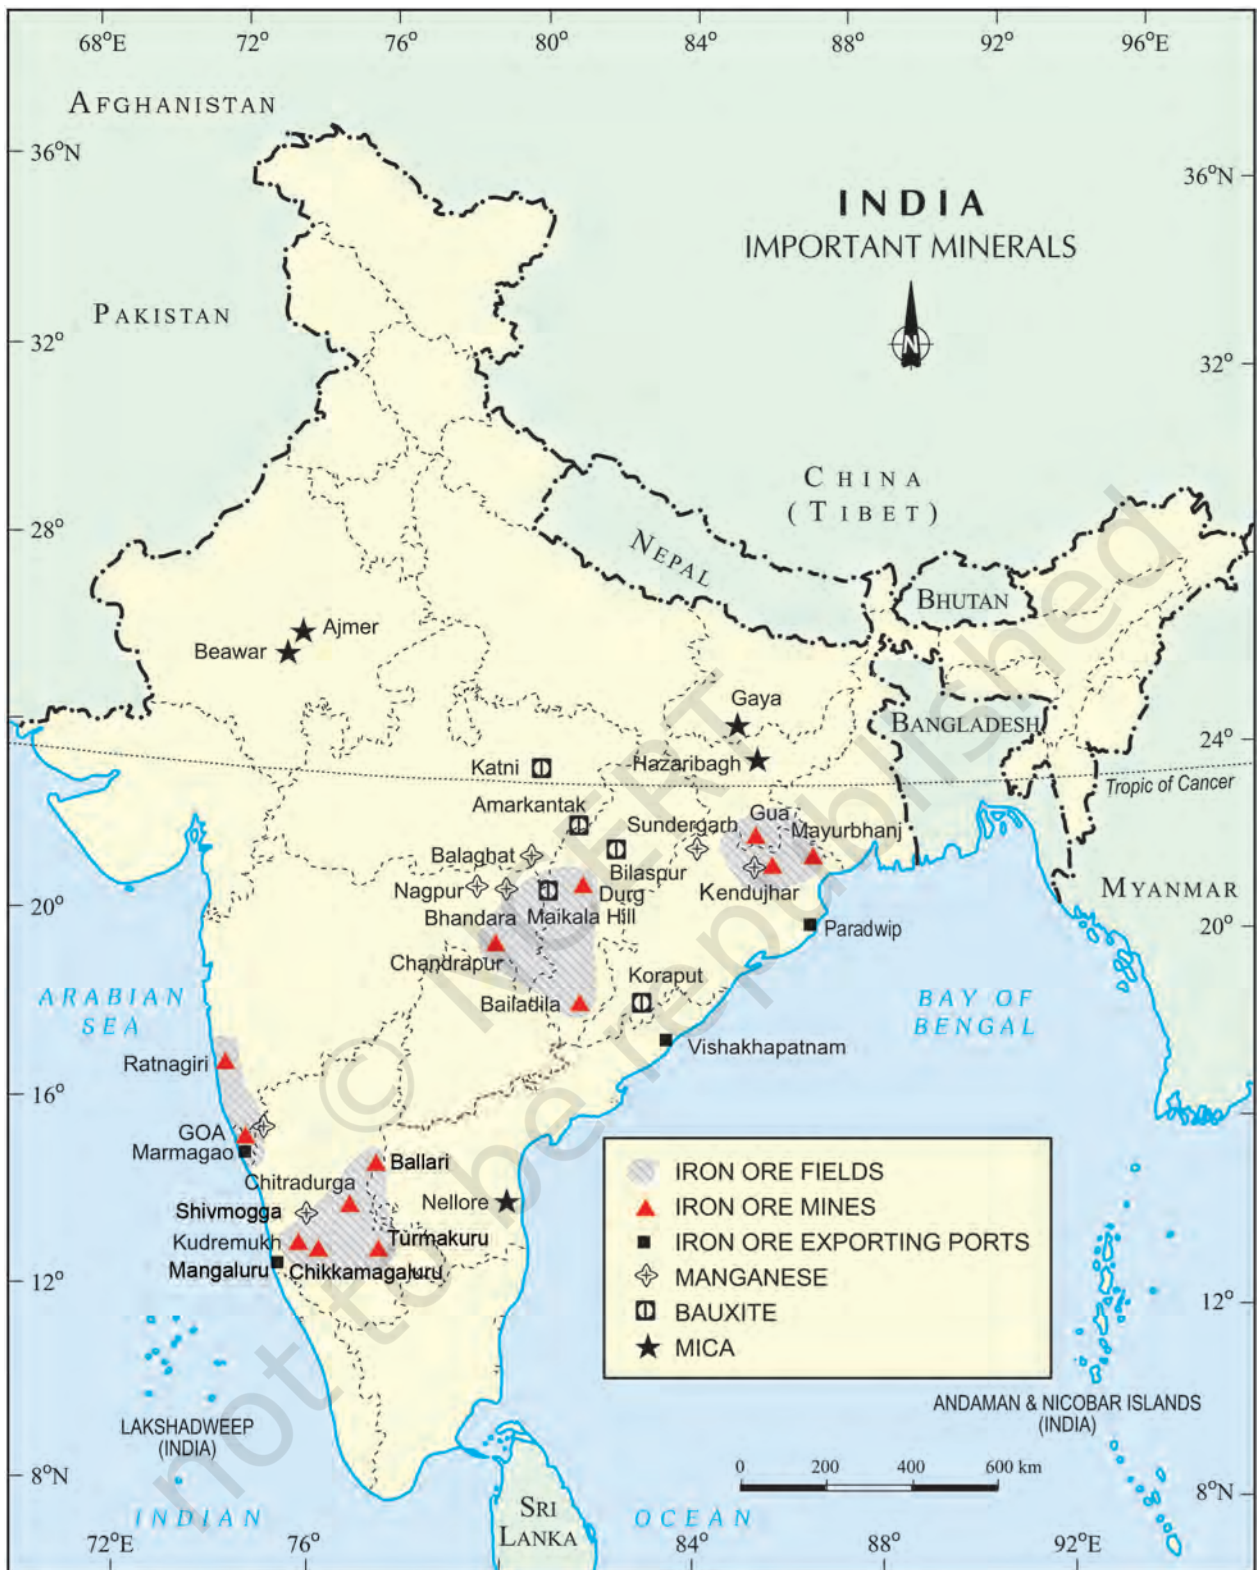 68°E 72° 76° 80° 84° 88° 92° 96°E
AFGHANISTAN
36°N
36°N
INDIA
IMPORTANT MINERALS
N
PAKISTAN
32°
32°
CHINA
(TIBET)
28°
NEPAL
BHUTAN
Ajmer
Beawar
Gaya
BANGLADESH
24°
24°
Katni
Hazaribagh
Tropic of Cancer
Amarkantak
Gua
Sundergarh
Mayurbhanj
Balaghat
Bilaspur
Nagpur
Durg
Kendujhar
MYANMAR
20°
Bhandara
Maikala Hill
20°
Paradwip
Chandrapur
Koraput
ARABIAN
SEA
Bailadila
BAY OF
BENGAL
Vishakhapatnam
Ratnagiri
16°
16°
GOA
Marmagao
Ballari
Chitradurga
Nellore
Shivmogga
Kudremukh
Turmakuru
Mangaluru
Chikkamagaluru
12°
12°
IRON ORE FIELDS
IRON ORE MINES
IRON ORE EXPORTING PORTS
MANGANESE
BAUXITE
MICA
LAKSHADWEEP
(INDIA)
ANDAMAN & NICOBAR ISLANDS
(INDIA)
8°N
0 200 400 600 km
8°N
SRI
LANKA
INDIAN OCEAN
72°E 76° 84° 88° 92°E
© NCERT
not to be republished